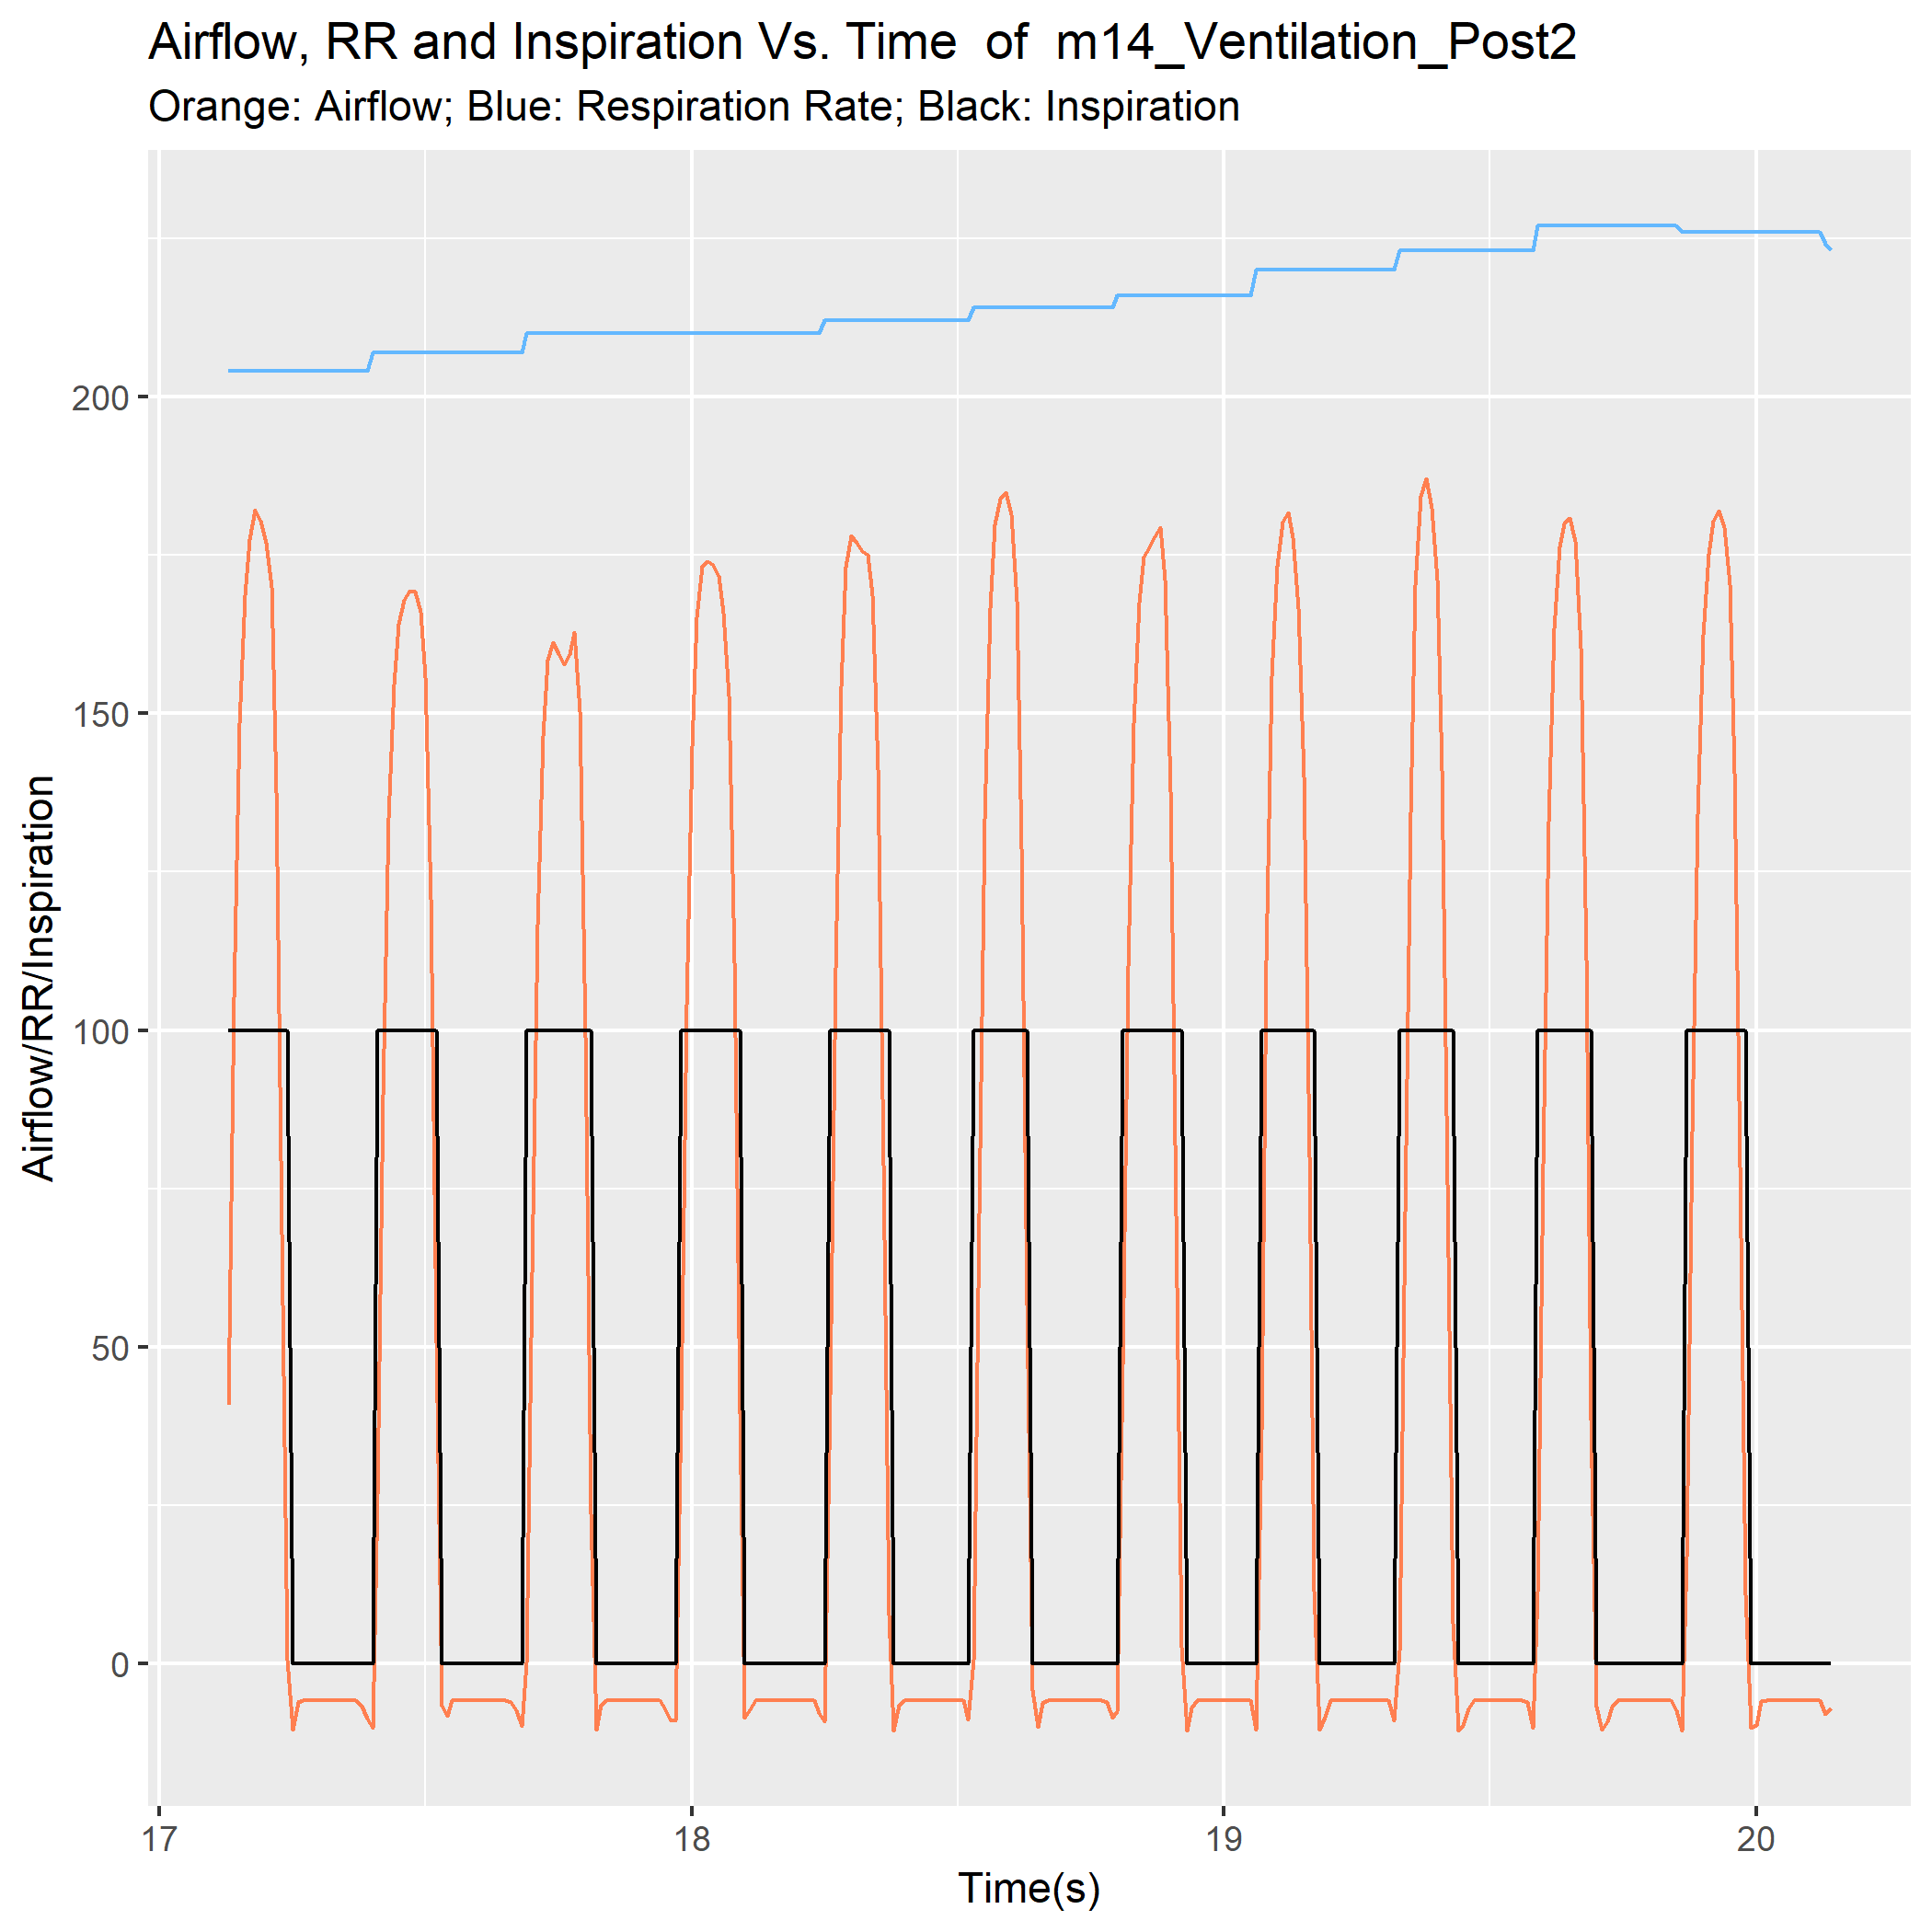 Airflow, RR and Inspiration Vs. Time  of  m14_Ventilation_Post2
Orange: Airflow; Blue: Respiration Rate; Black: Inspiration
Airflow/RR/Inspiration
200
150
100
50
0
17
18
19
20
Time(s)